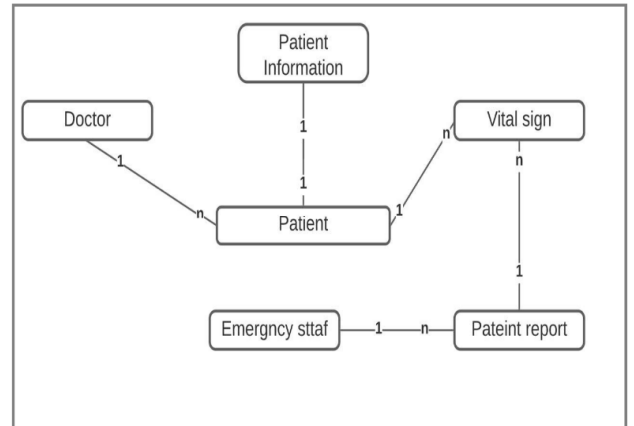 Patient
Information
Doctor
Vital sign
1
n
1
n
1
n
1
Patient
1
Emergncy sttaf
1
n
Pateint report